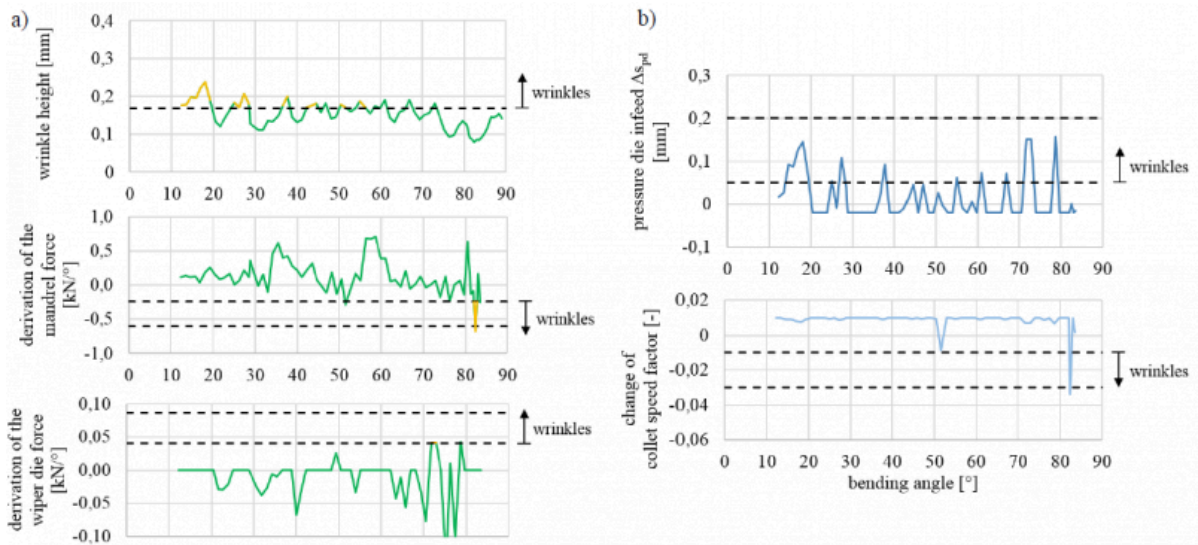 a)
wrinkle height [mm]
0,4
0,3
0,2
0,1
0
wrinkles
0 10 20 30 40 50 60 70 80 90
derivation of the
mandrel force
[kN/°]
1,0
0,5
0,0
-0,5
-1,0
wrinkles
0 10 20 30 40 50 60 70 80 90
derivation of the
wiper die force
[kN/°]
0,10
0,05
0,00
-0,05
-0,10
wrinkles
b)
pressure die infeed Δspd
[mm]
0,3
0,2
0,1
0
-0,1
wrinkles
0 10 20 30 40 50 60 70 80 90
change of
collet speed factor [-]
0,02
0
-0,02
-0,04
-0,06
wrinkles
0 10 20 30 40 50 60 70 80 90
bending angle [°]